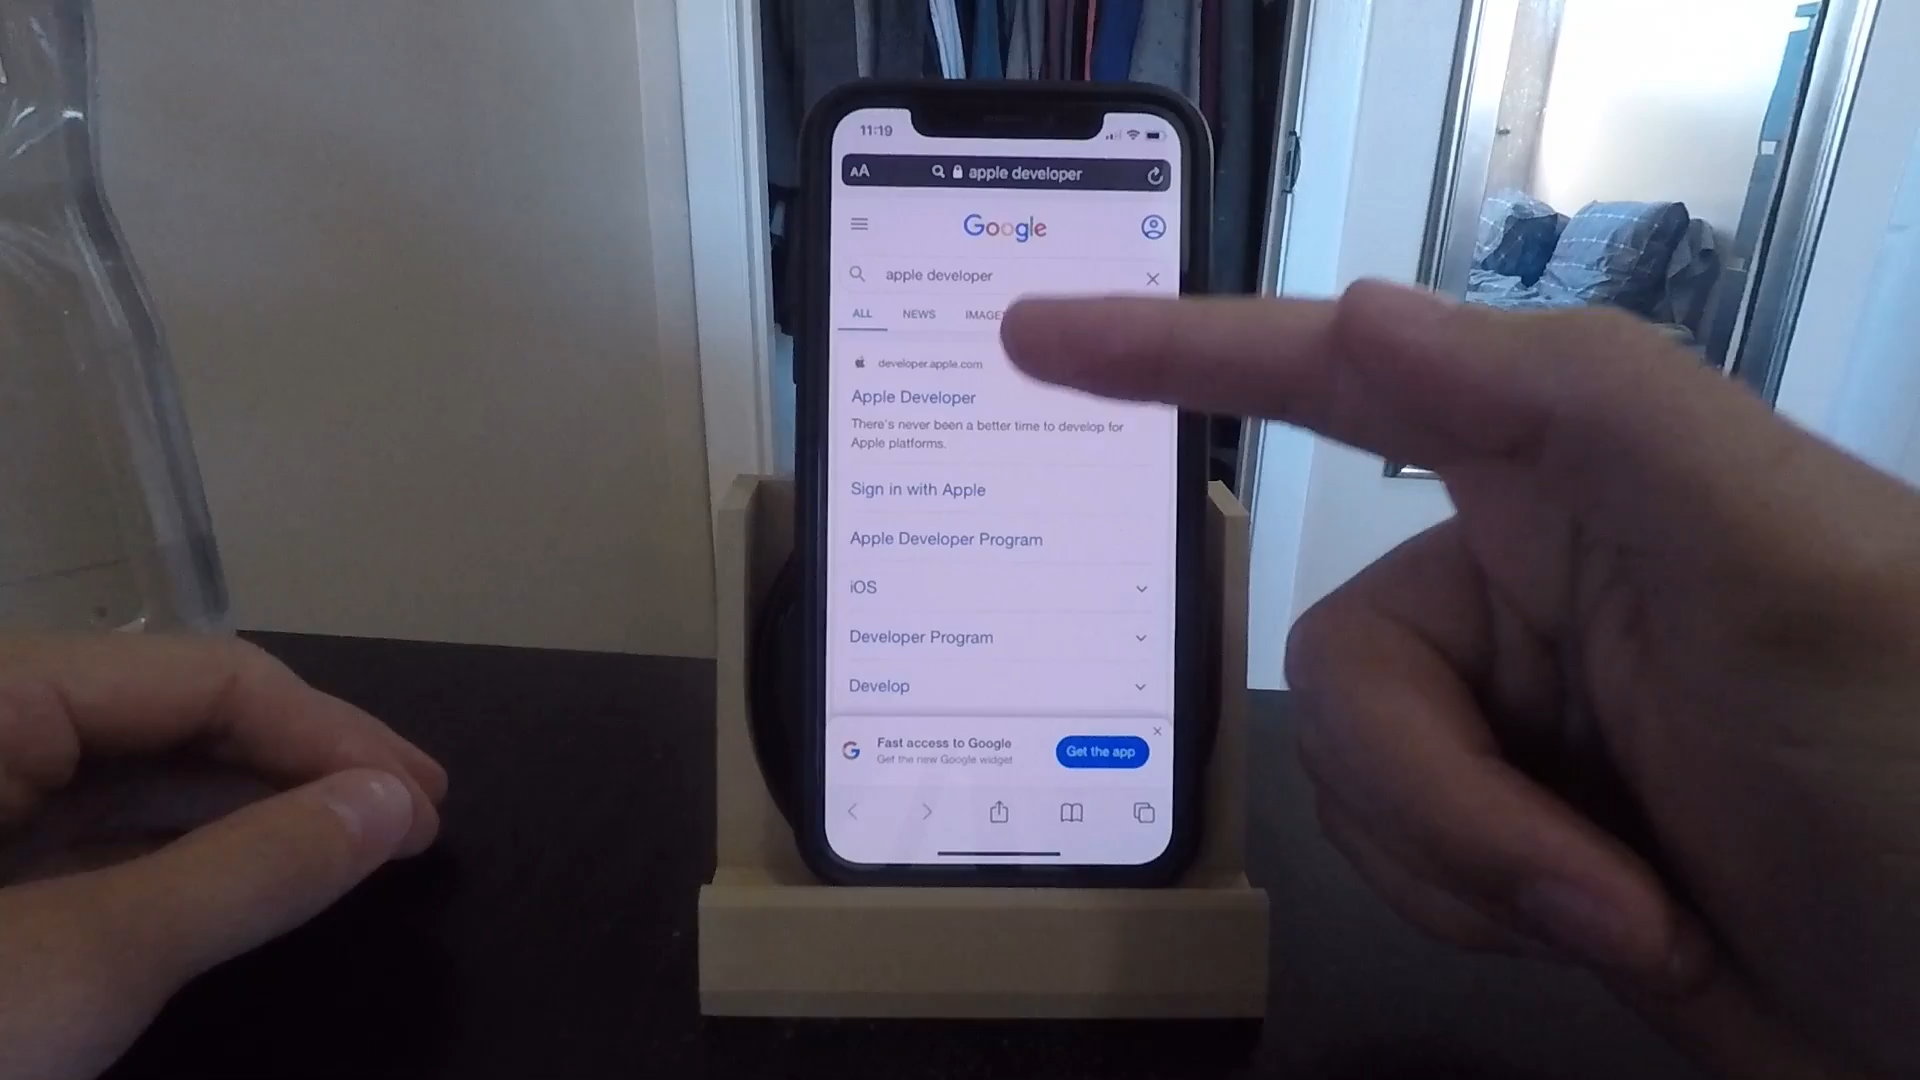 11:19
AA apple developer
Google
apple developer
ALL NEWS IMAGE
developer.apple.com
Apple Developer
There's never been a better time to develop for
Apple platforms.
Sign in with Apple
Apple Developer Program
iOS
Developer Program
Develop
Fast access to Google
Get the new Google widget
Get the app